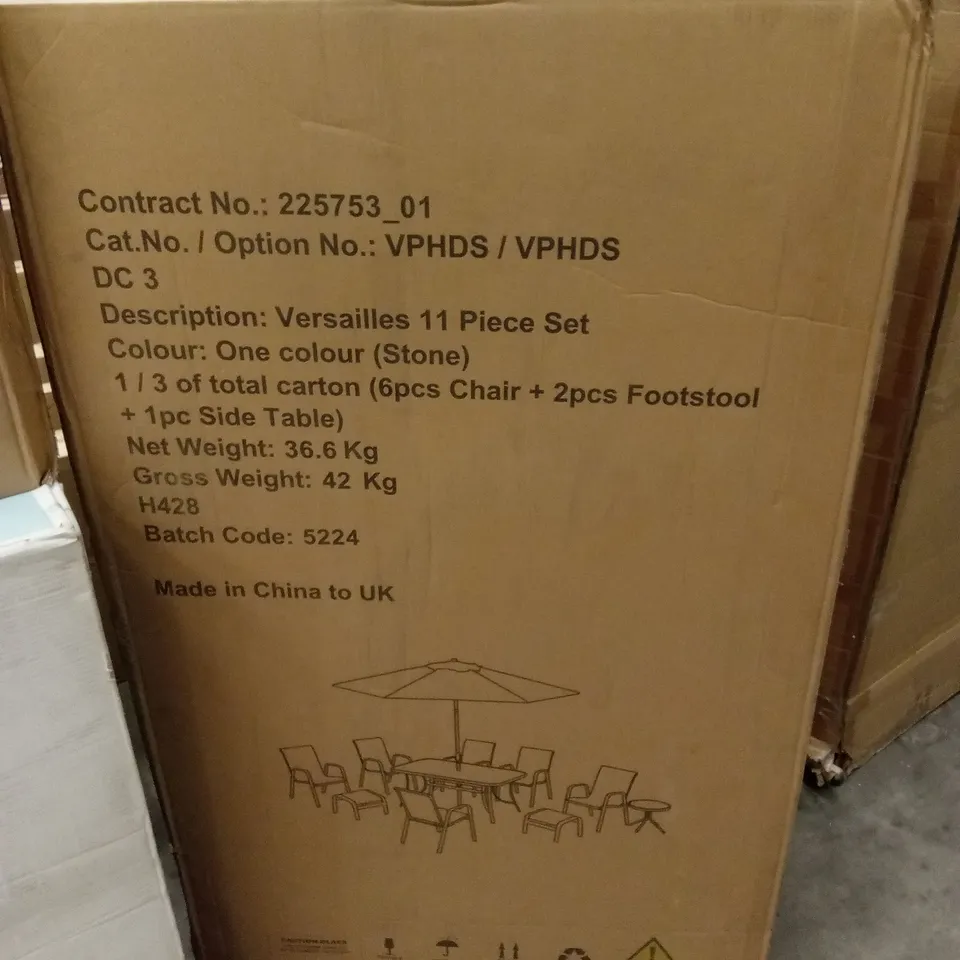 Contract No.: 225753_01
Cat.No. / Option No.: VPHDS / VPHDS
DC 3
Description: Versailles 11 Piece Set
Colour: One colour (Stone)
1 / 3 of total carton (6pcs Chair + 2pcs Footstool
+ 1pc Side Table)
Net Weight: 36.6 Kg
Gross Weight: 42 Kg
H428
Batch Code: 5224
Made in China to UK